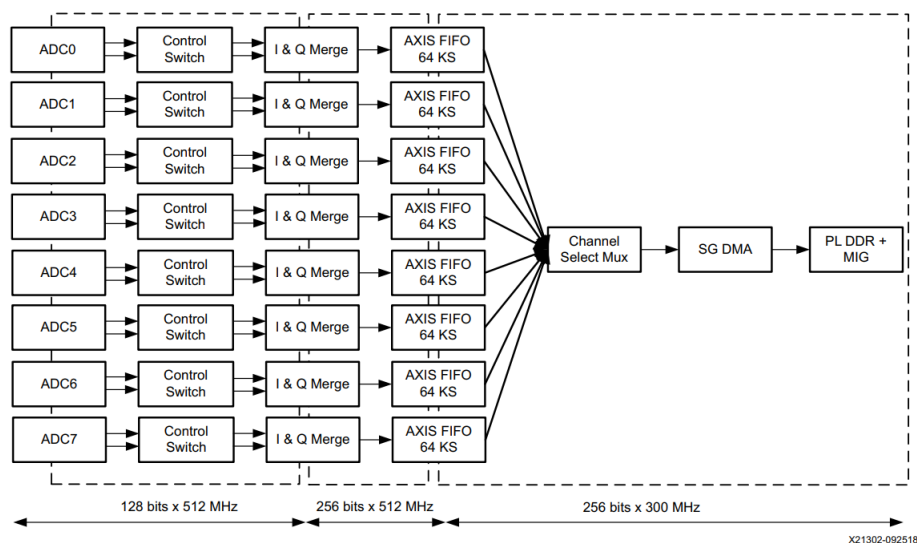 ADC0
Control
Switch
I & Q Merge
AXIS FIFO
64 KS
ADC1
Control
Switch
I & Q Merge
AXIS FIFO
64 KS
ADC2
Control
Switch
I & Q Merge
AXIS FIFO
64 KS
ADC3
Control
Switch
I & Q Merge
AXIS FIFO
64 KS
Channel
Select Mux
SG DMA
PL DDR +
MIG
ADC4
Control
Switch
I & Q Merge
AXIS FIFO
64 KS
ADC5
Control
Switch
I & Q Merge
AXIS FIFO
64 KS
ADC6
Control
Switch
I & Q Merge
AXIS FIFO
64 KS
ADC7
Control
Switch
I & Q Merge
AXIS FIFO
64 KS
128 bits x 512 MHz
256 bits x 512 MHz
256 bits x 300 MHz
X21302-092518